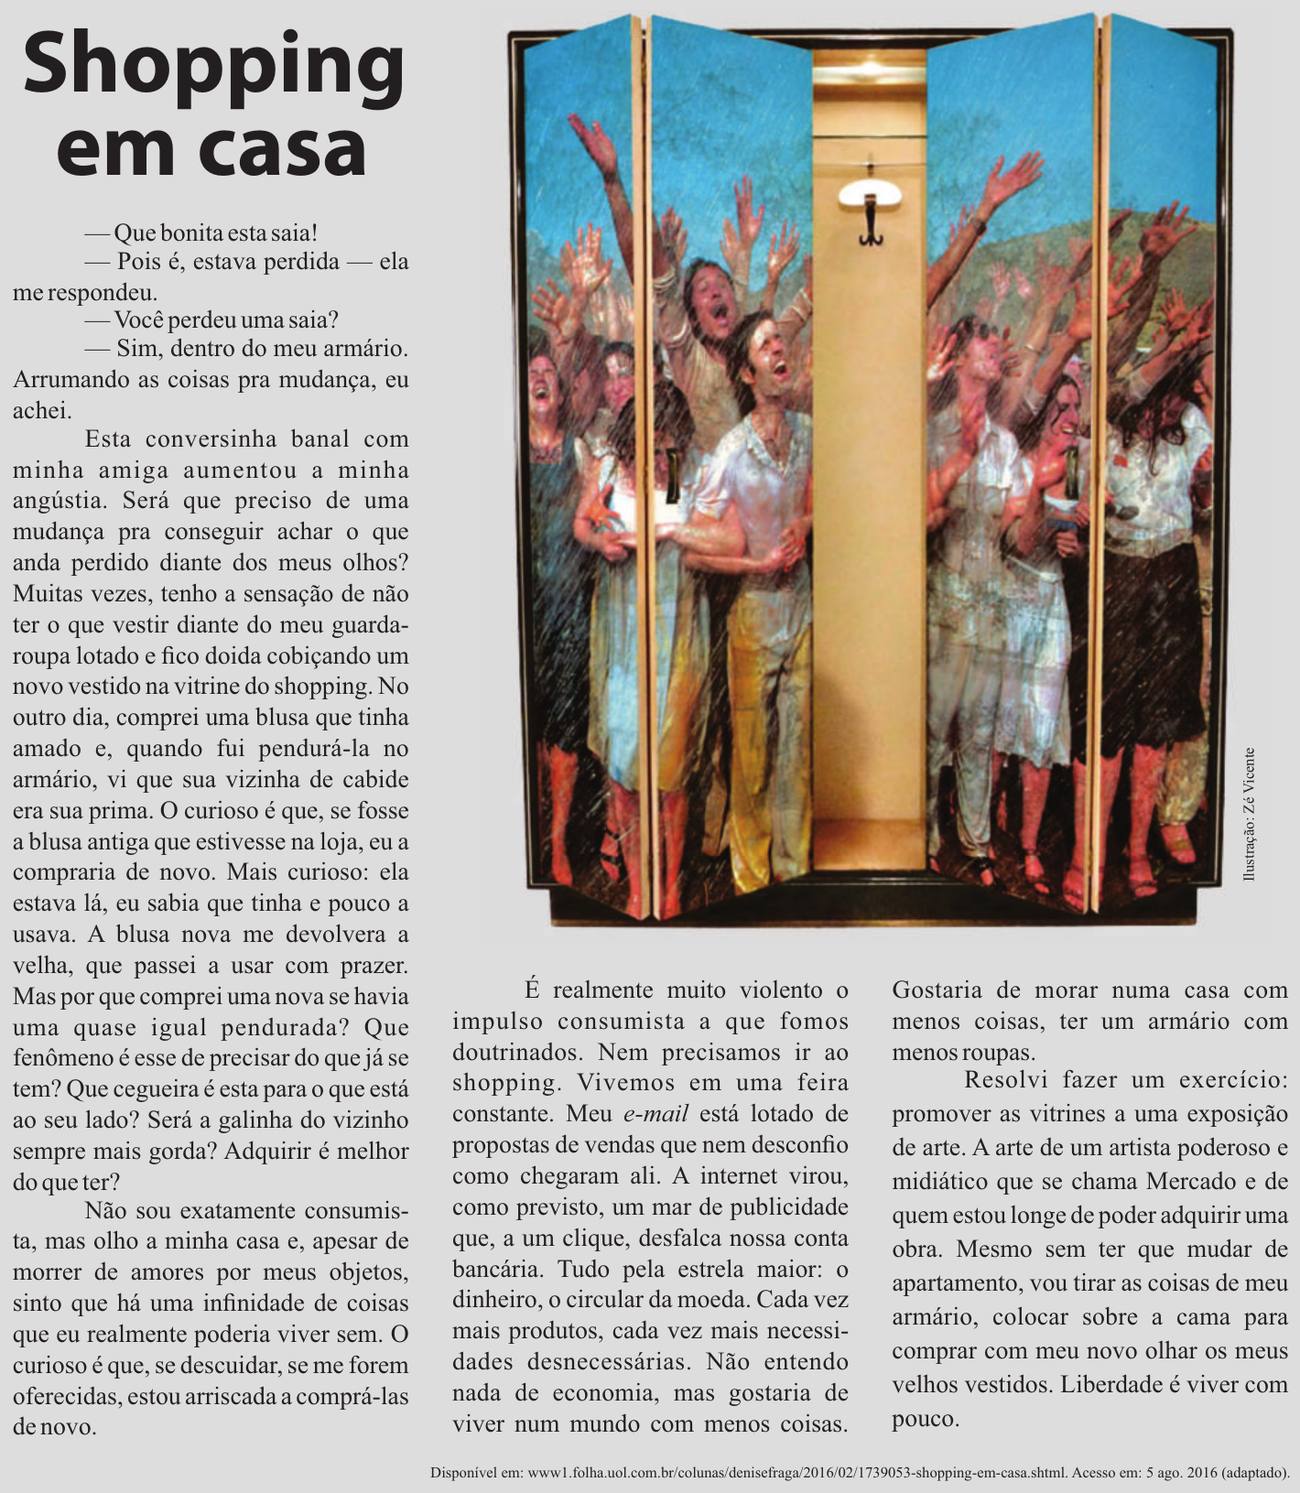 Shopping
em casa
— Que bonita esta saia!
— Pois é, estava perdida — ela
me respondeu.
— Você perdeu uma saia?
— Sim, dentro do meu armário.
Arrumando as coisas pra mudança, eu
achei.
Esta conversinha banal com
minha amiga aumentou a minha
angústia. Será que preciso de uma
mudança pra conseguir achar o que
anda perdido diante dos meus olhos?
Muitas vezes, tenho a sensação de não
ter o que vestir diante do meu guarda-
roupa lotado e fico doida cobiçando um
novo vestido na vitrine do shopping. No
outro dia, comprei uma blusa que tinha
amado e, quando fui pendurá-la no
armário, vi que sua vizinha de cabide
era sua prima. O curioso é que, se fosse
a blusa antiga que estivesse na loja, eu a
compraria de novo. Mais curioso: ela
estava lá, eu sabia que tinha e pouco a
usava. A blusa nova me devolvera a
velha, que passei a usar com prazer.
Mas por que comprei uma nova se havia
uma quase igual pendurada? Que
fenômeno é esse de precisar do que já se
tem? Que cegueira é esta para o que está
ao seu lado? Será a galinha do vizinho
sempre mais gorda? Adquirir é melhor
do que ter?
Não sou exatamente consumis-
ta, mas olho a minha casa e, apesar de
morrer de amores por meus objetos,
sinto que há uma infinidade de coisas
que eu realmente poderia viver sem. O
curioso é que, se descuidar, se me forem
oferecidas, estou arriscada a comprá-las
de novo.
Ilustração: Zé Vicente
É realmente muito violento o
impulso consumista a que fomos
doutrinados. Nem precisamos ir ao
shopping. Vivemos em uma feira
constante. Meu e-mail está lotado de
propostas de vendas que nem desconfio
como chegaram ali. A internet virou,
como previsto, um mar de publicidade
que, a um clique, desfalca nossa conta
bancária. Tudo pela estrela maior: o
dinheiro, o circular da moeda. Cada vez
mais produtos, cada vez mais necessi-
dades desnecessárias. Não entendo
nada de economia, mas gostaria de
viver num mundo com menos coisas.
Gostaria de morar numa casa com
menos coisas, ter um armário com
menos roupas.
Resolvi fazer um exercício:
promover as vitrines a uma exposição
de arte. A arte de um artista poderoso e
midiático que se chama Mercado e de
quem estou longe de poder adquirir uma
obra. Mesmo sem ter que mudar de
apartamento, vou tirar as coisas de meu
armário, colocar sobre a cama para
comprar com meu novo olhar os meus
velhos vestidos. Liberdade é viver com
pouco.
Disponível em: www1.folha.uol.com.br/colunas/denisefraga/2016/02/1739053-shopping-em-casa.shtml. Acesso em: 5 ago. 2016 (adaptado).